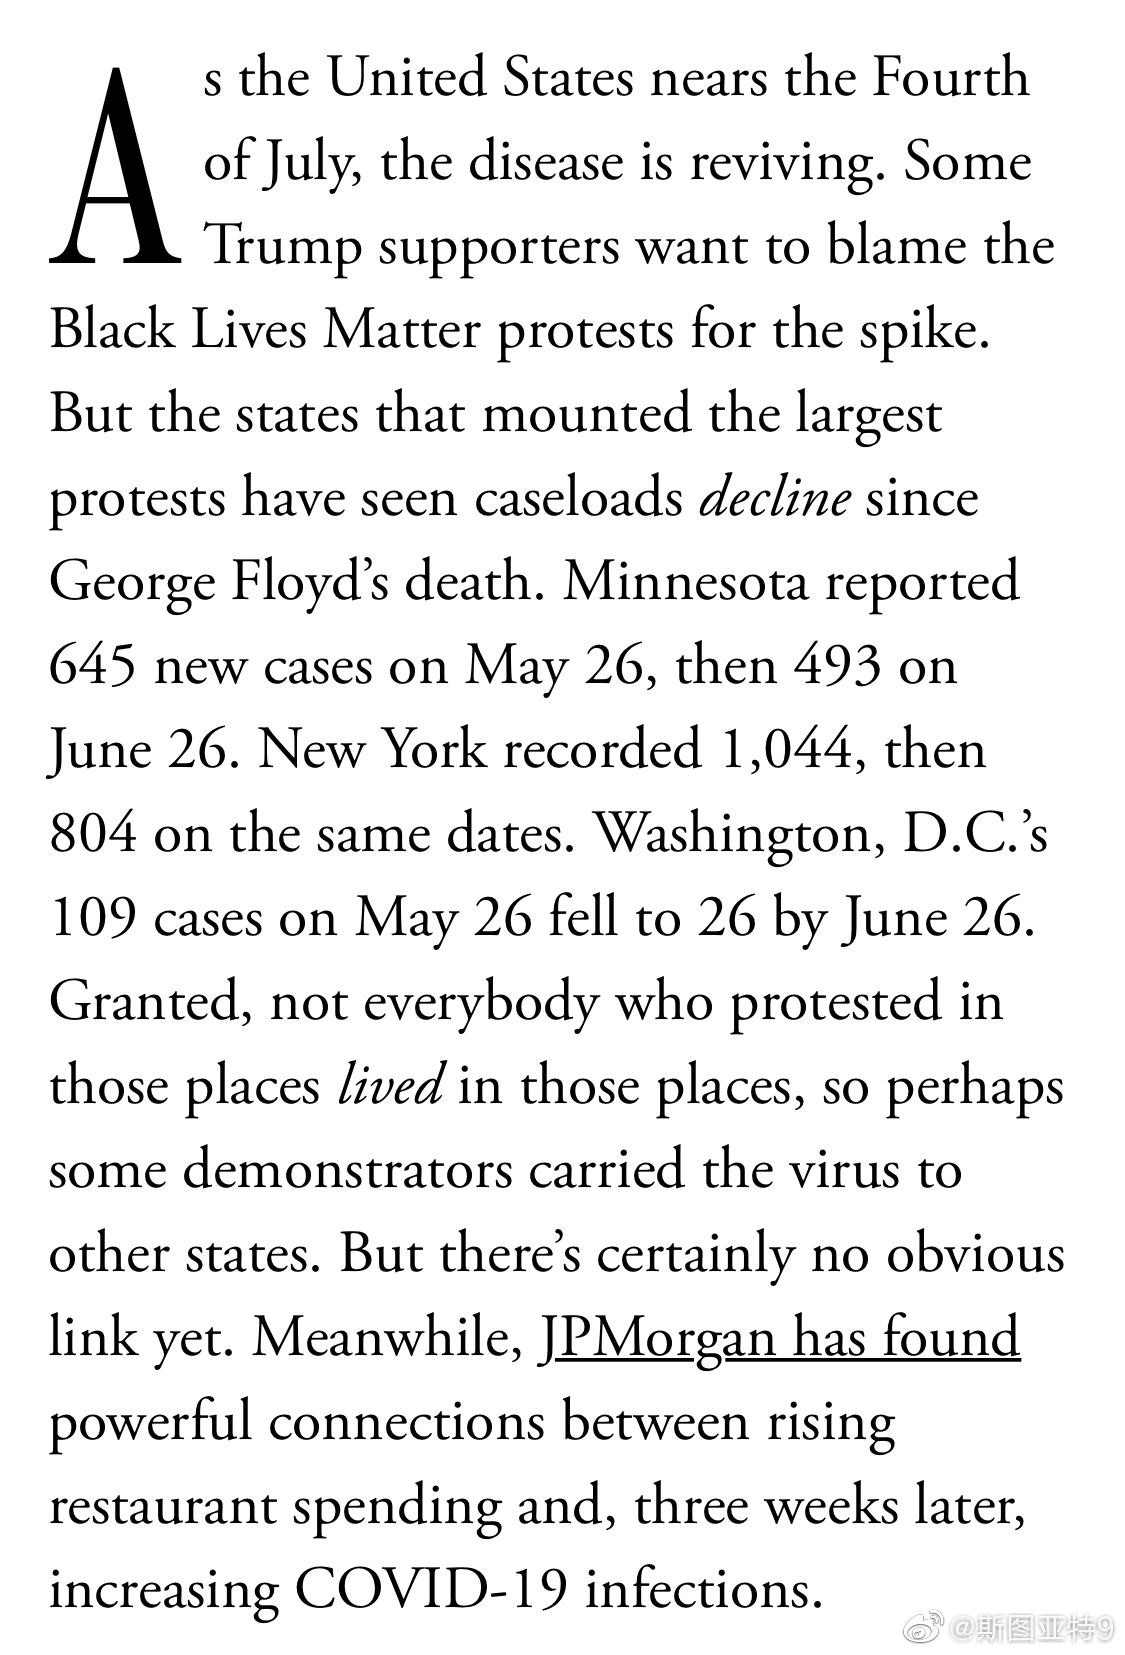 As the United States nears the Fourth
of July, the disease is reviving. Some
Trump supporters want to blame the
Black Lives Matter protests for the spike.
But the states that mounted the largest
protests have seen caseloads decline since
George Floyd’s death. Minnesota reported
645 new cases on May 26, then 493 on
June 26. New York recorded 1,044, then
804 on the same dates. Washington, D.C.’s
109 cases on May 26 fell to 26 by June 26.
Granted, not everybody who protested in
those places lived in those places, so perhaps
some demonstrators carried the virus to
other states. But there’s certainly no obvious
link yet. Meanwhile, JPMorgan has found
powerful connections between rising
restaurant spending and, three weeks later,
increasing COVID-19 infections.
@斯图亚特9